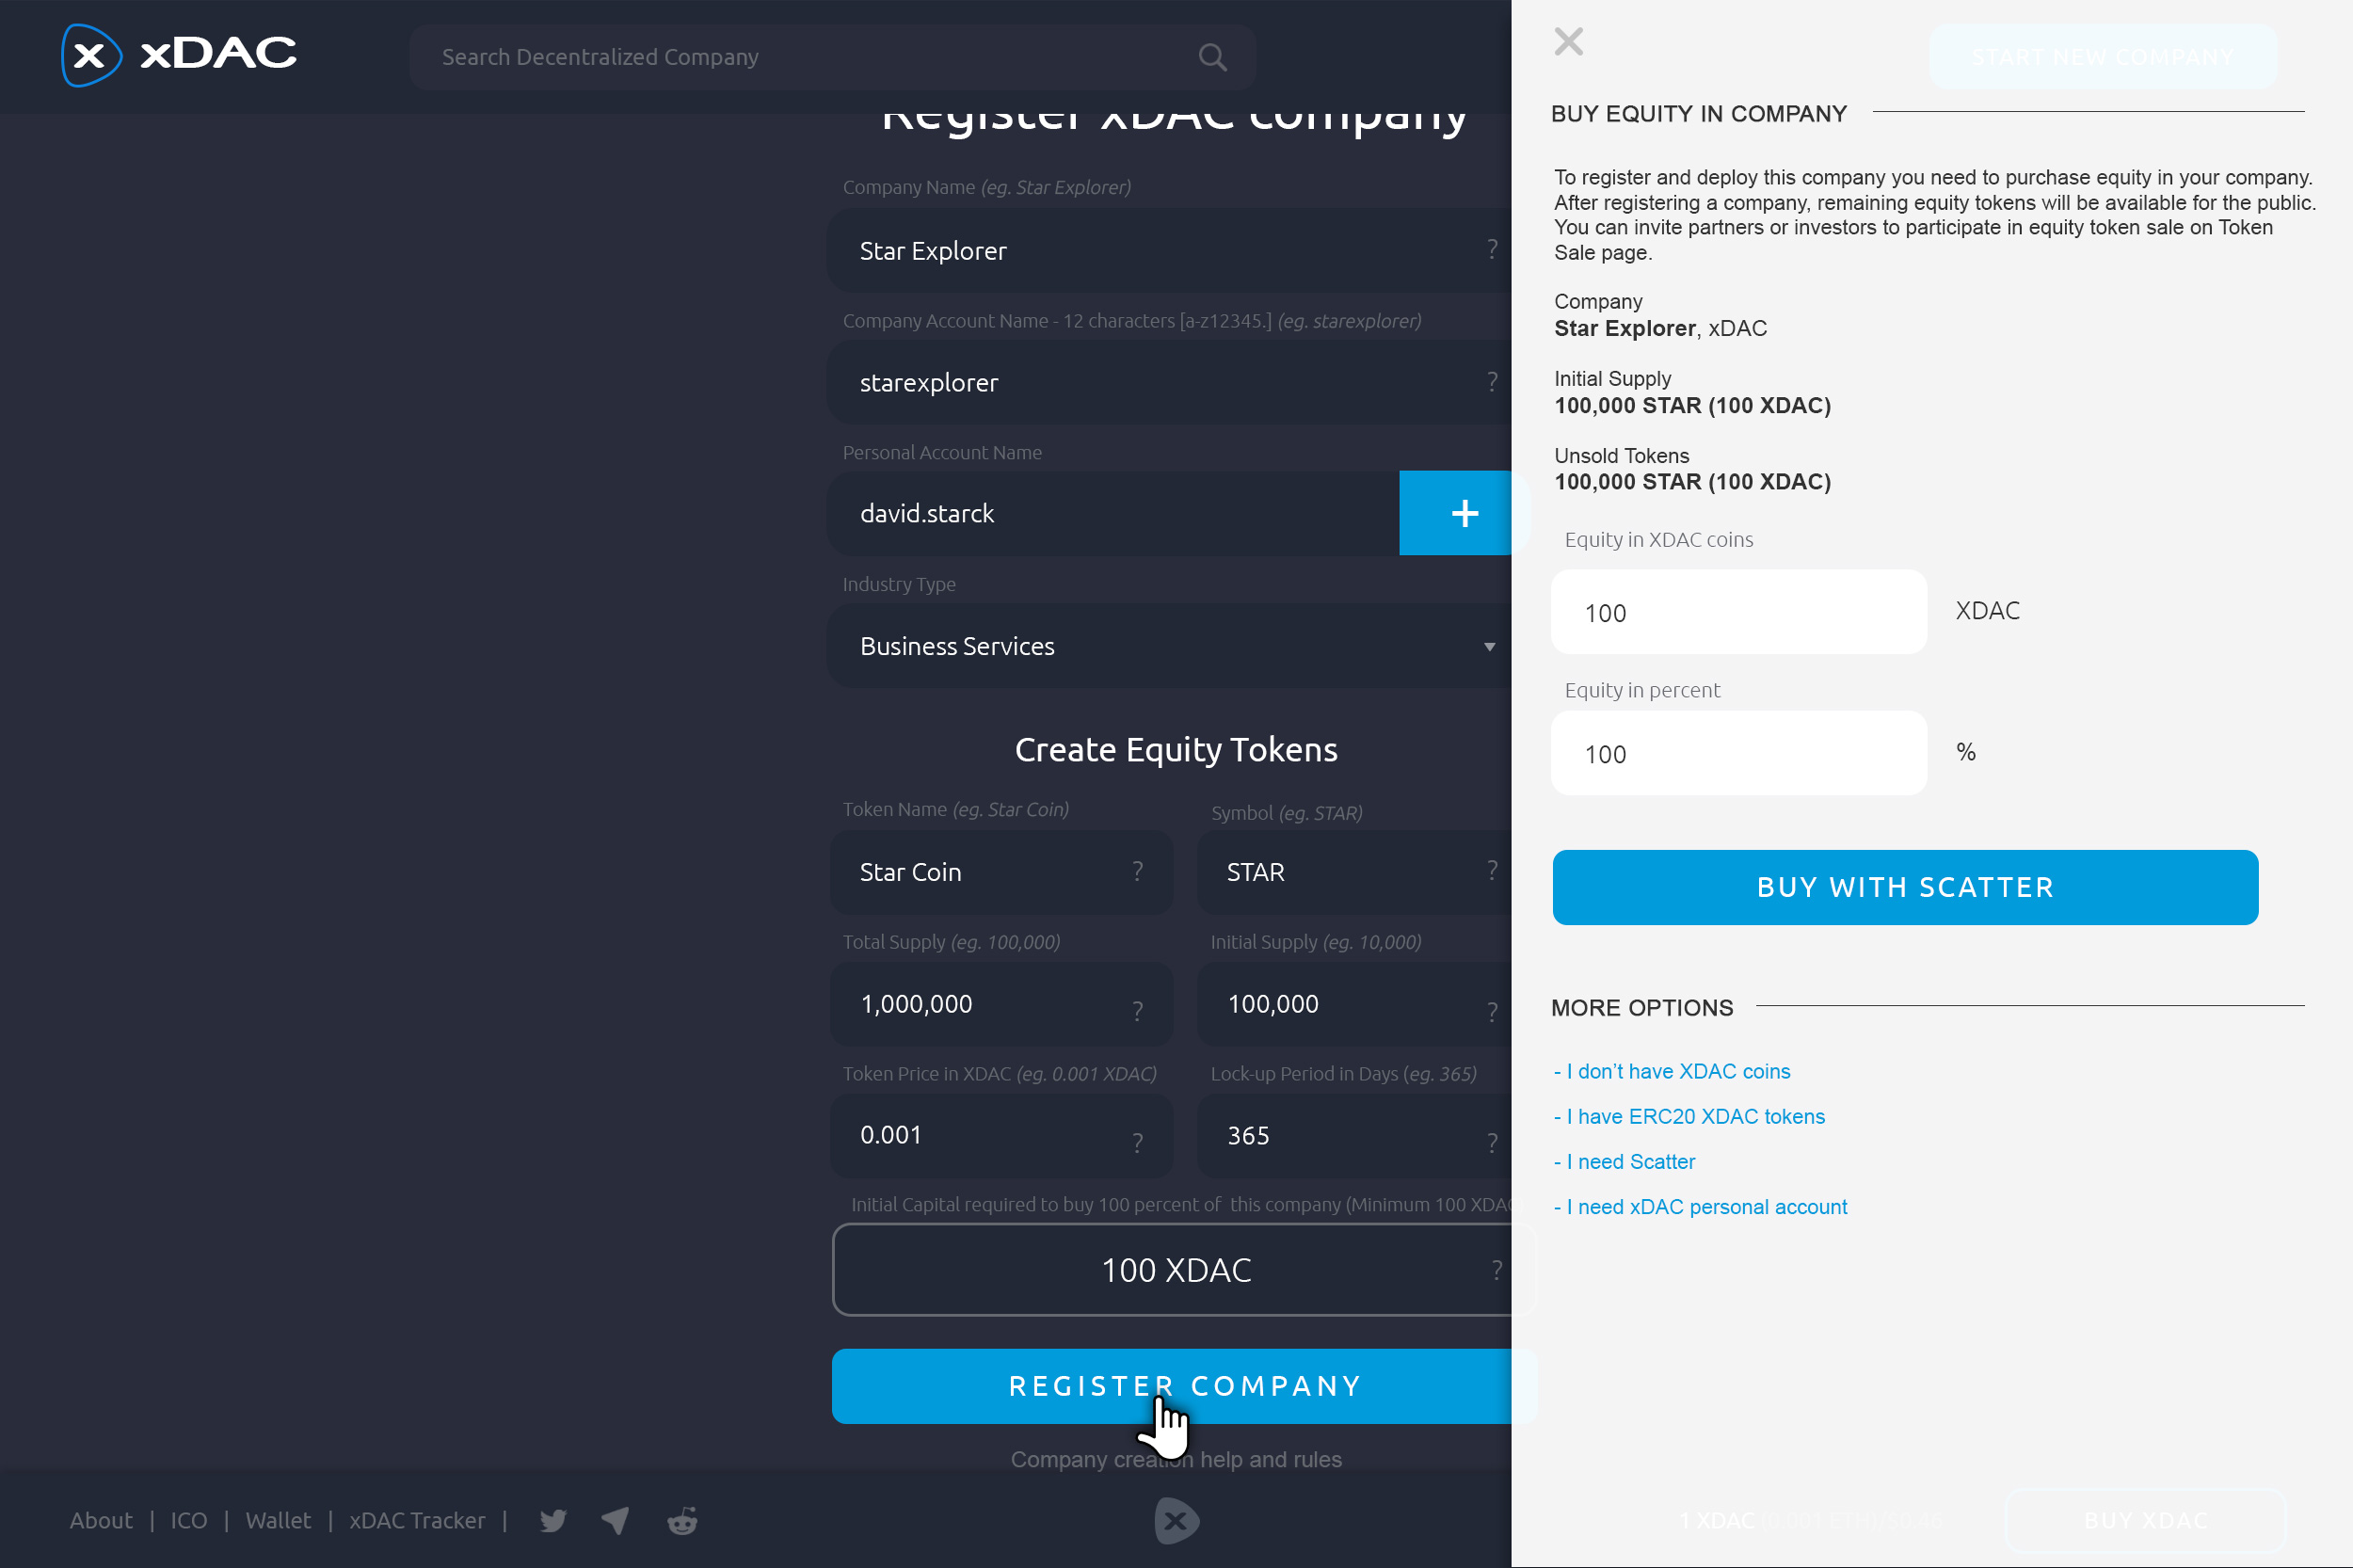 x xDAC
Search Decentralized Company
Register xDAC company
Company Name (eg. Star Explorer)
Star Explorer ?
Company Account Name - 12 characters [a-z12345.] (eg. starexplorer)
starexplorer ?
Personal Account Name
david.starck +
Industry Type
Business Services
Create Equity Tokens
Token Name (eg. Star Coin) Symbol (eg. STAR)
Star Coin ? STAR ?
Total Supply (eg. 100,000) Initial Supply (eg. 10,000)
1,000,000 ? 100,000 ?
Token Price in XDAC (eg. 0.001 XDAC) Lock-up Period in Days (eg. 365)
0.001 ? 365 ?
Initial Capital required to buy 100 percent of this company (Minimum 100 XDAC
100 XDAC ?
REGISTER COMPANY
Company creation help and rules
About | ICO | Wallet | xDAC Tracker |
START NEW COMPANY
BUY EQUITY IN COMPANY
To register and deploy this company you need to purchase equity in your company.
After registering a company, remaining equity tokens will be available for the public.
You can invite partners or investors to participate in equity token sale on Token
Sale page.
Company
Star Explorer, xDAC
Initial Supply
100,000 STAR (100 XDAC)
Unsold Tokens
100,000 STAR (100 XDAC)
Equity in XDAC coins
100 XDAC
Equity in percent
100 %
BUY WITH SCATTER
MORE OPTIONS
- I don’t have XDAC coins
- I have ERC20 XDAC tokens
- I need Scatter
- I need xDAC personal account
1 XDAC
BUY XDAC